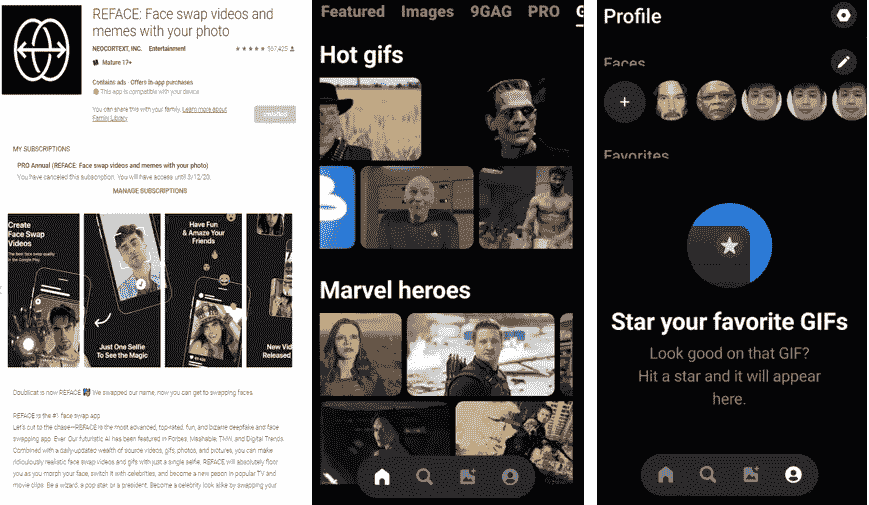 REFACE: Face swap videos and
memes with your photo
NEOCORTEXT, INC. Entertainment
567,425
Mature 17+
Contains ads · Offers in-app purchases
This app is compatible with your device.
You can share this with your family. Learn more about
Family Library
Installed
MY SUBSCRIPTIONS
PRO Annual (REFACE: Face swap videos and memes with your photo)
You have canceled this subscription. You will have access until 3/12/20.
MANAGE SUBSCRIPTIONS
Create
Face Swap
Videos
The best face swap quality
in the Google Play
Just One Selfie
To See the Magic
Have Fun
& Amaze Your
Friends
New Vid
Released
Doublicat is now REFACE We swapped our name, now you can get to swapping faces.
REFACE is the #1 face swap app
Let's cut to the chase—REFACE is the most advanced, top-rated, fun, and bizarre deepfake and face
swapping app. Ever. Our futuristic AI has been featured in Forbes, Mashable, TNW, and Digital Trends.
Combined with a daily-updated wealth of source videos, gifs, photos, and pictures, you can make
ridiculously realistic face swap videos and gifs with just a single selfie. REFACE will absolutely floor
you as you morph your face, switch it with celebrities, and become a new person in popular TV and
movie clips. Be a wizard, a pop star, or a president. Become a celebrity look alike by swapping your
Featured Images 9GAG PRO G
Hot gifs
Marvel heroes
Profile
Faces
Favorites
Star your favorite GIFs
Look good on that GIF?
Hit a star and it will appear
here.